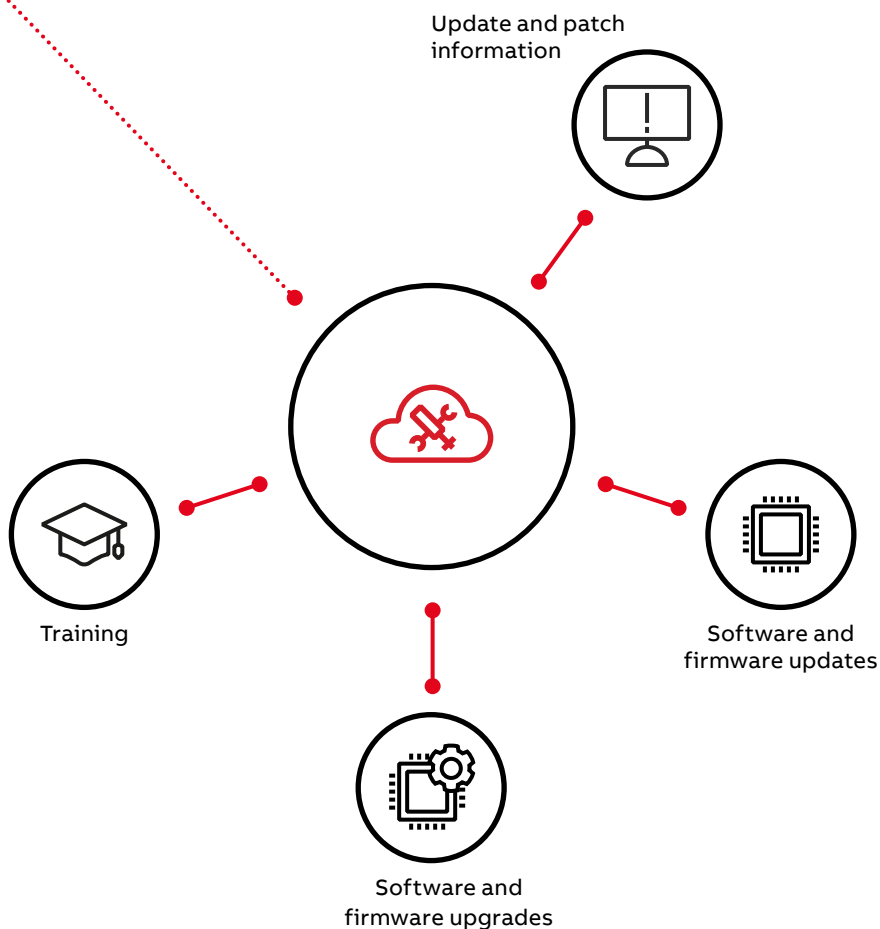 Update and patch
information
Training
Software and
firmware updates
Software and
firmware upgrades